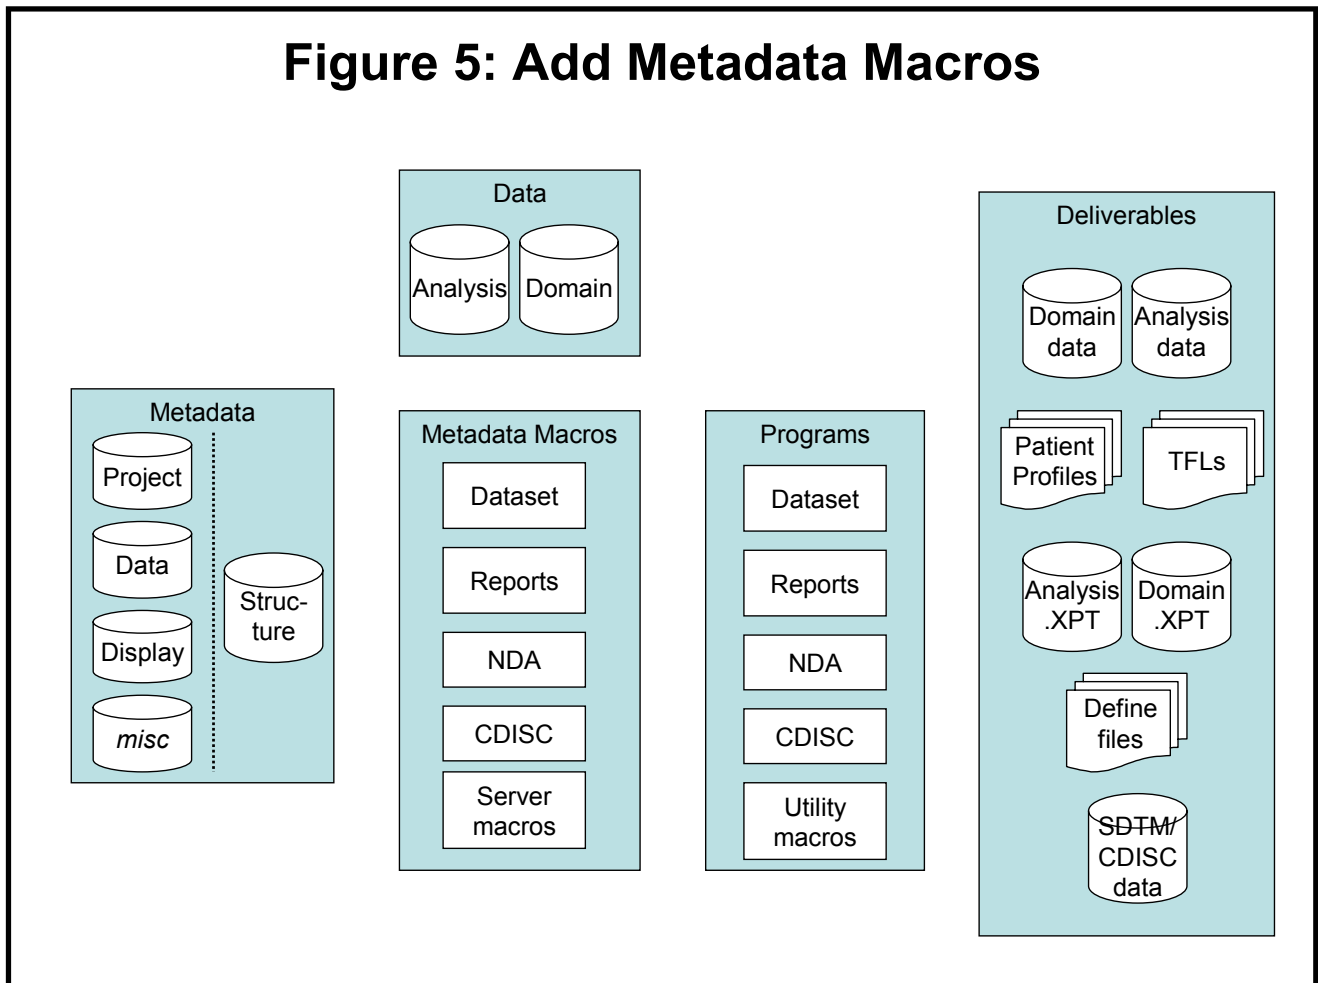 Figure 5: Add Metadata Macros
Data
Analysis
Domain
Metadata
Project
Data
Display
misc
Struc-
ture
Metadata Macros
Dataset
Reports
NDA
CDISC
Server
macros
Programs
Dataset
Reports
NDA
CDISC
Utility
macros
Deliverables
Domain
data
Analysis
data
Patient
Profiles
TFLs
Analysis
.XPT
Domain
.XPT
Define
files
SDTM/
CDISC
data